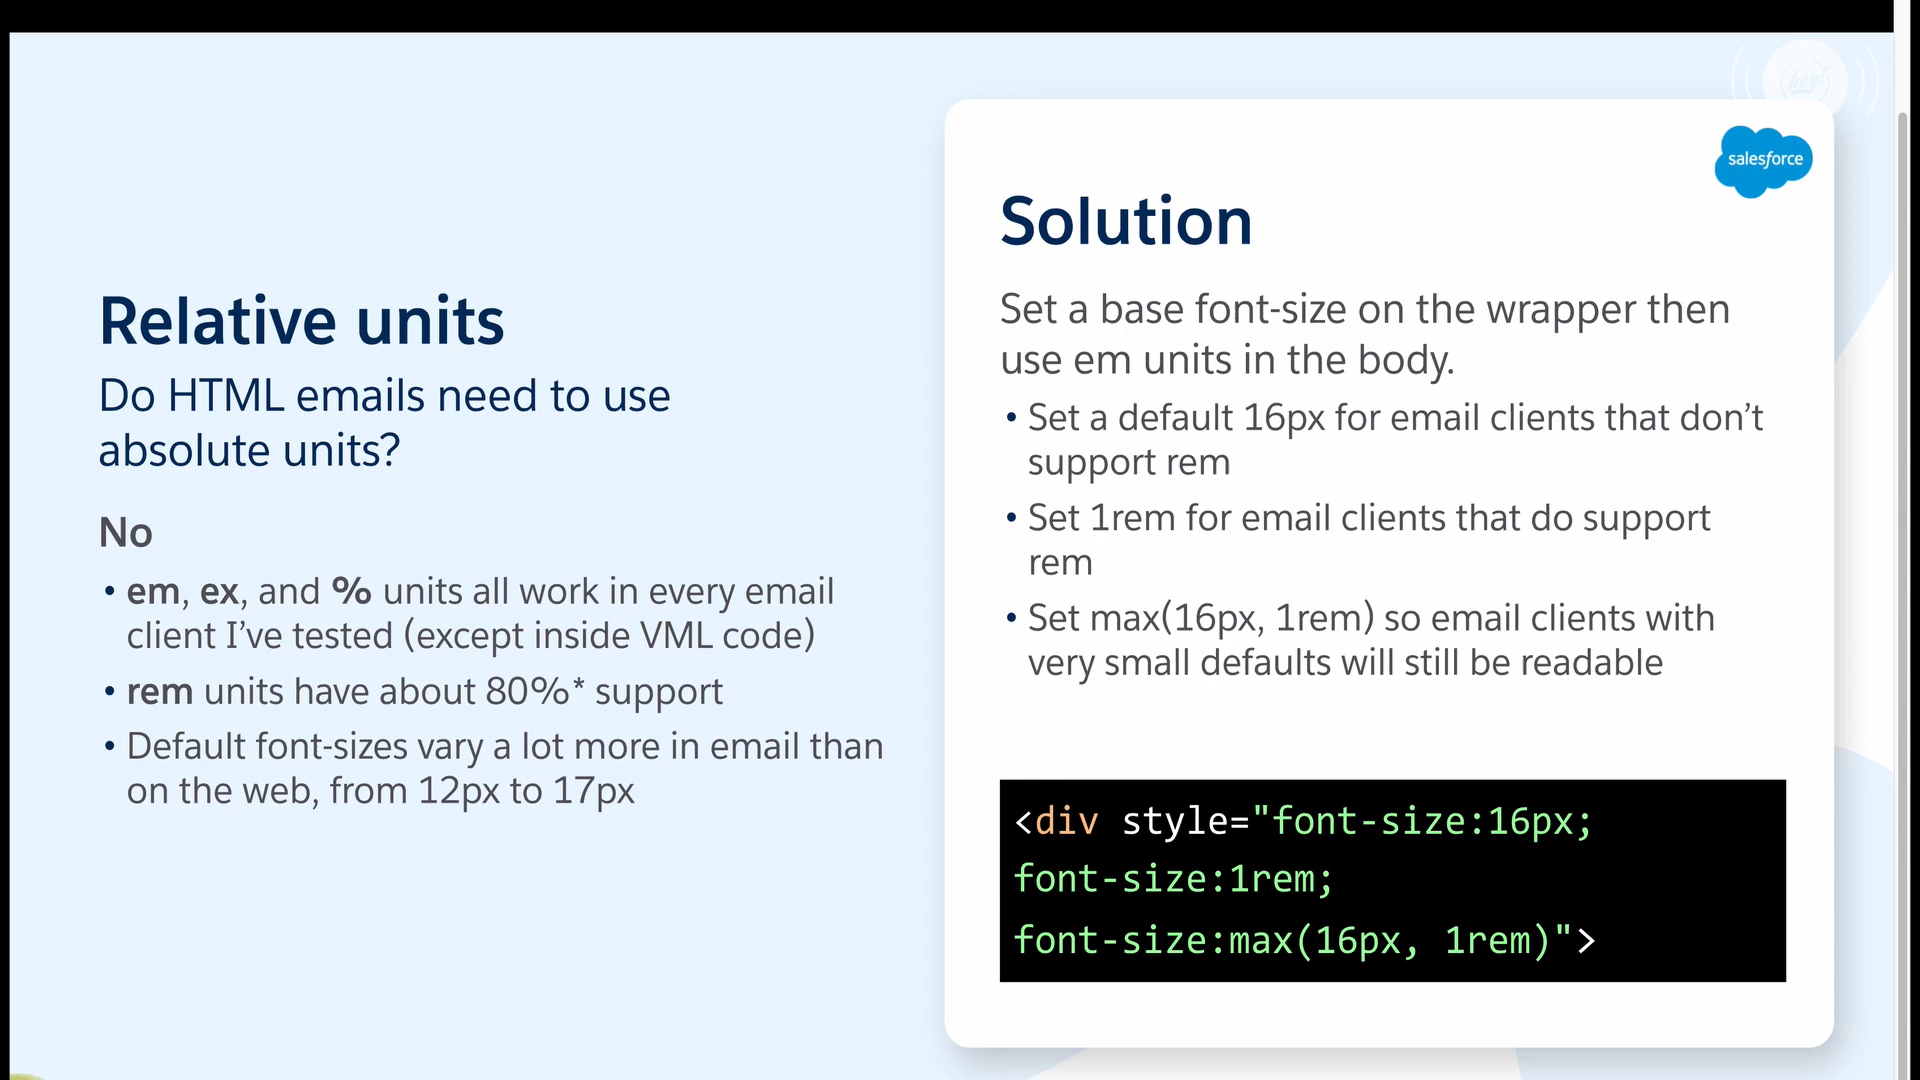 Relative units
Do HTML emails need to use
absolute units?
No
• em, ex, and % units all work in every email
client I’ve tested (except inside VML code)
• rem units have about 80%* support
• Default font-sizes vary a lot more in email than
on the web, from 12px to 17px
hey!
salesforce
Solution
Set a base font-size on the wrapper then
use em units in the body.
• Set a default 16px for email clients that don’t
support rem
• Set 1rem for email clients that do support
rem
• Set max(16px, 1rem) so email clients with
very small defaults will still be readable
<div style="font-size:16px;
font-size:1rem;
font-size:max(16px, 1rem)">